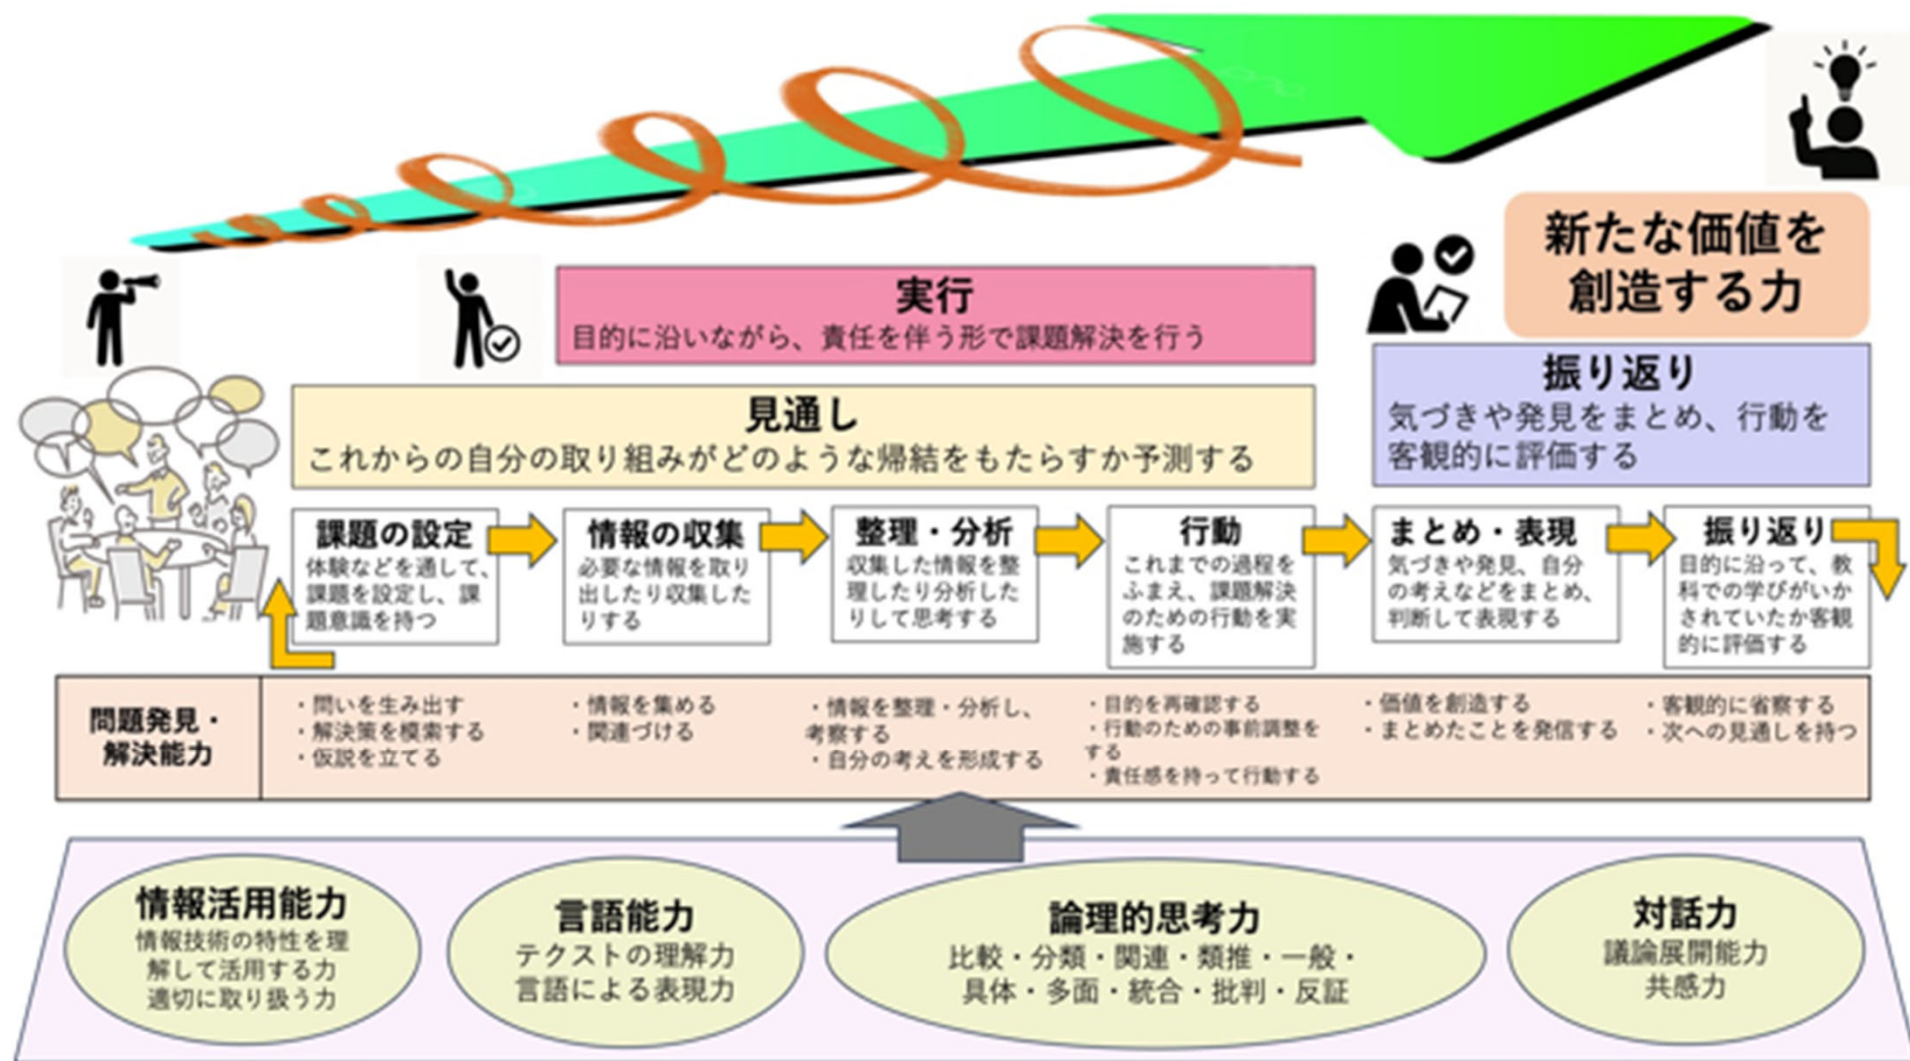 新たな価値を
創造する力
実行
目的に沿いながら、責任を伴う形で課題解決を行う
見通し
これからの自分の取り組みがどのような帰結をもたらすか予測する
振り返り
気づきや発見をまとめ、行動を
客観的に評価する
課題の設定
体験などを通して、
課題を設定し、課
題意識を持つ
情報の収集
必要な情報を取り
出したり収集した
りする
整理・分析
収集した情報を整
理したり分析した
りして思考する
行動
これまでの過程を
ふまえ、課題解決
のための行動を実
施する
まとめ・表現
気づきや発見、自分
の考えなどをまとめ、
判断して表現する
振り返り
目的に沿って、教
科での学びがいか
されていたか客観
的に評価する
問題発見・
解決能力
・問いを生み出す
・解決策を模索する
・仮説を立てる
・情報を集める
・関連づける
・情報を整理・分析し、
考察する
・自分の考えを形成する
・目的を再確認する
・行動のための事前調整を
する
・責任感を持って行動する
・価値を創造する
・まとめたことを発信する
・客観的に省察する
・次への見通しを持つ
情報活用能力
情報技術の特性を理
解して活用する力
適切に取り扱う力
言語能力
テクストの理解力
言語による表現力
論理的思考力
比較・分類・関連・類推・一般・
具体・多面・統合・批判・反証
対話力
議論展開能力
共感力